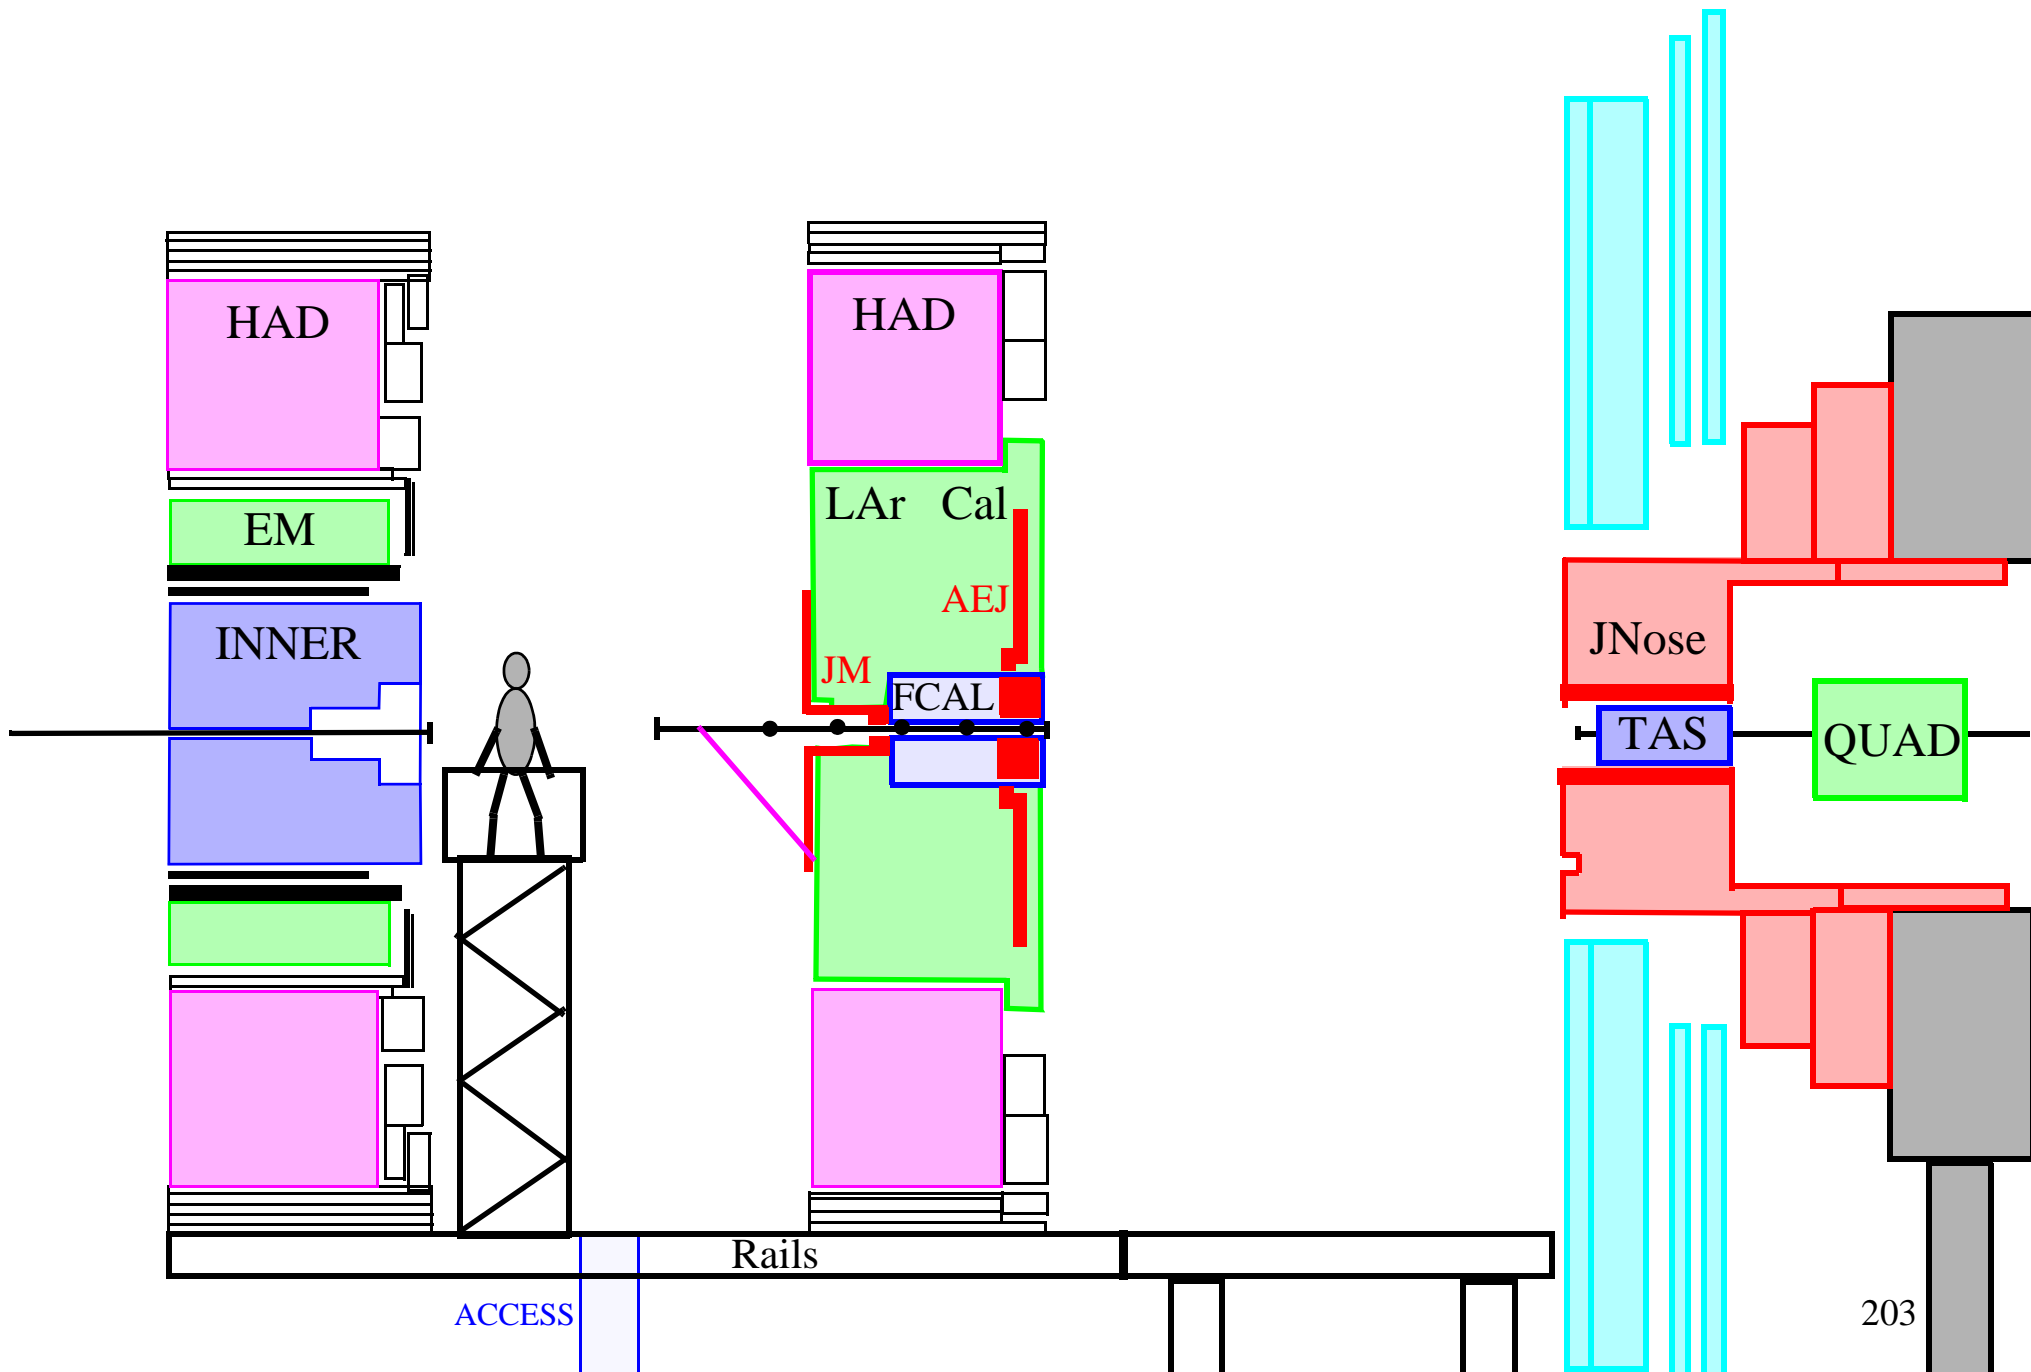 HAD
HAD
LAr Cal
EM
AEJ
INNER
JNose
JM
FCAL
TAS
QUAD
Rails
ACCESS
203